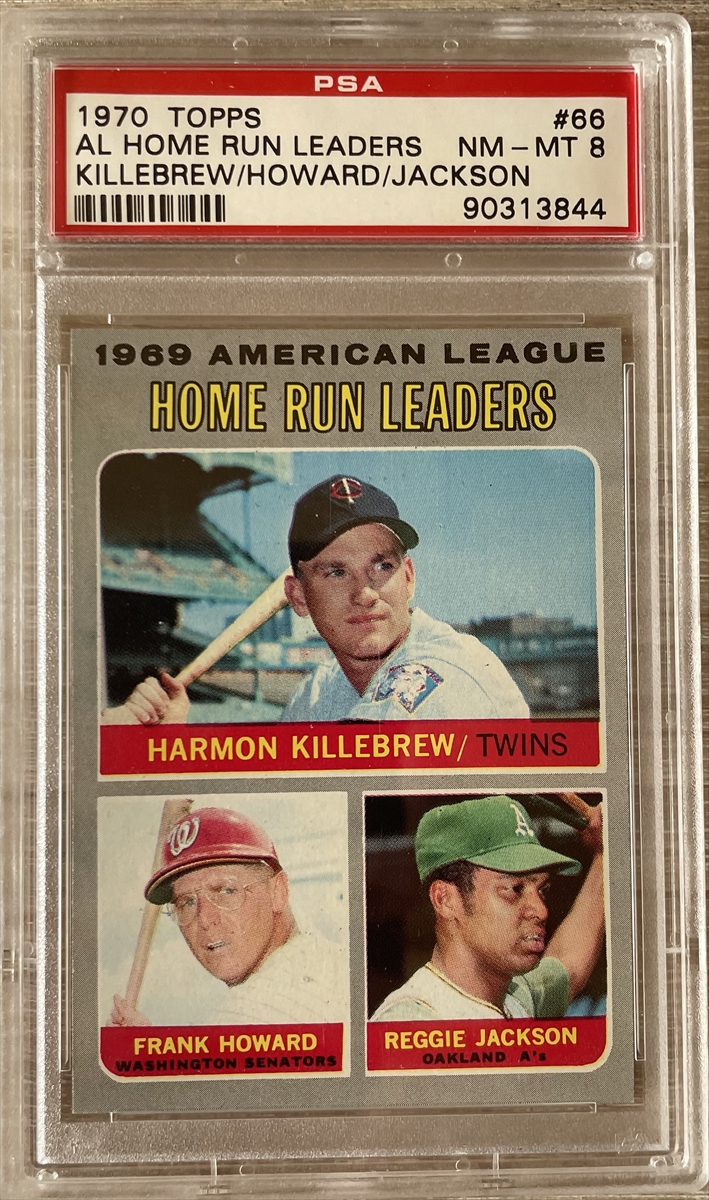 PSA
1970 TOPPS #66
AL HOME RUN LEADERS NM-MT 8
KILLEBREW/HOWARD/JACKSON
90313844
1969 AMERICAN LEAGUE
HOME RUN LEADERS
HARMON KILLEBREW/ TWINS
W
A
FRANK HOWARD
WASHINGTON SENATORS
REGGIE JACKSON
OAKLAND A's